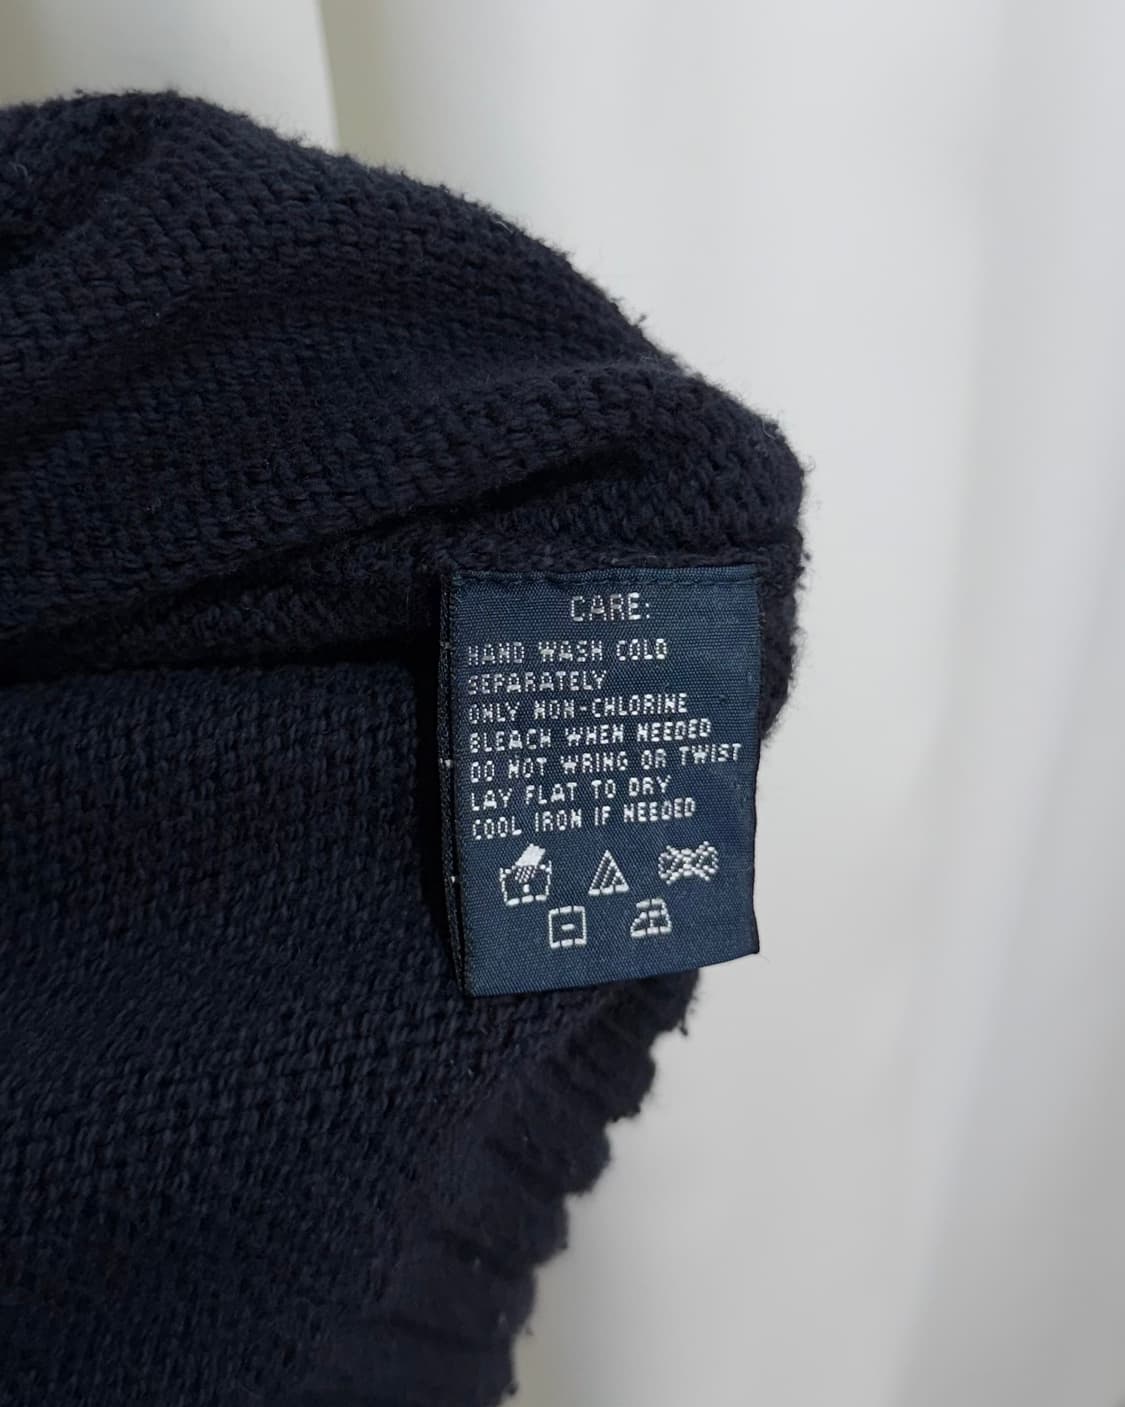 CARE:
HAND WASH COLD
SEPARATELY
ONLY NON-CHLORINE
BLEACH WHEN NEEDED
DO NOT WRING OR TWIST
LAY FLAT TO DRY
COOL IRON IF NEEDED